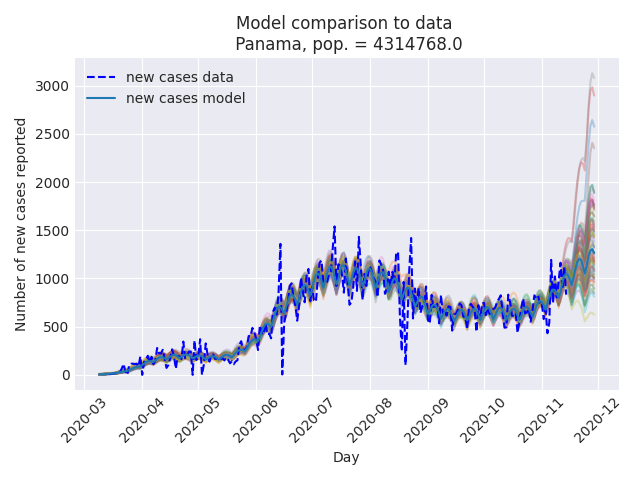 Model comparison to data
Panama, pop. = 4314768.0
new cases data
new cases model
Number of new cases reported
3000
2500
2000
1500
1000
500
0
2020-03
2020-04
2020-05
2020-06
2020-07
2020-08
2020-09
2020-10
2020-11
2020-12
Day